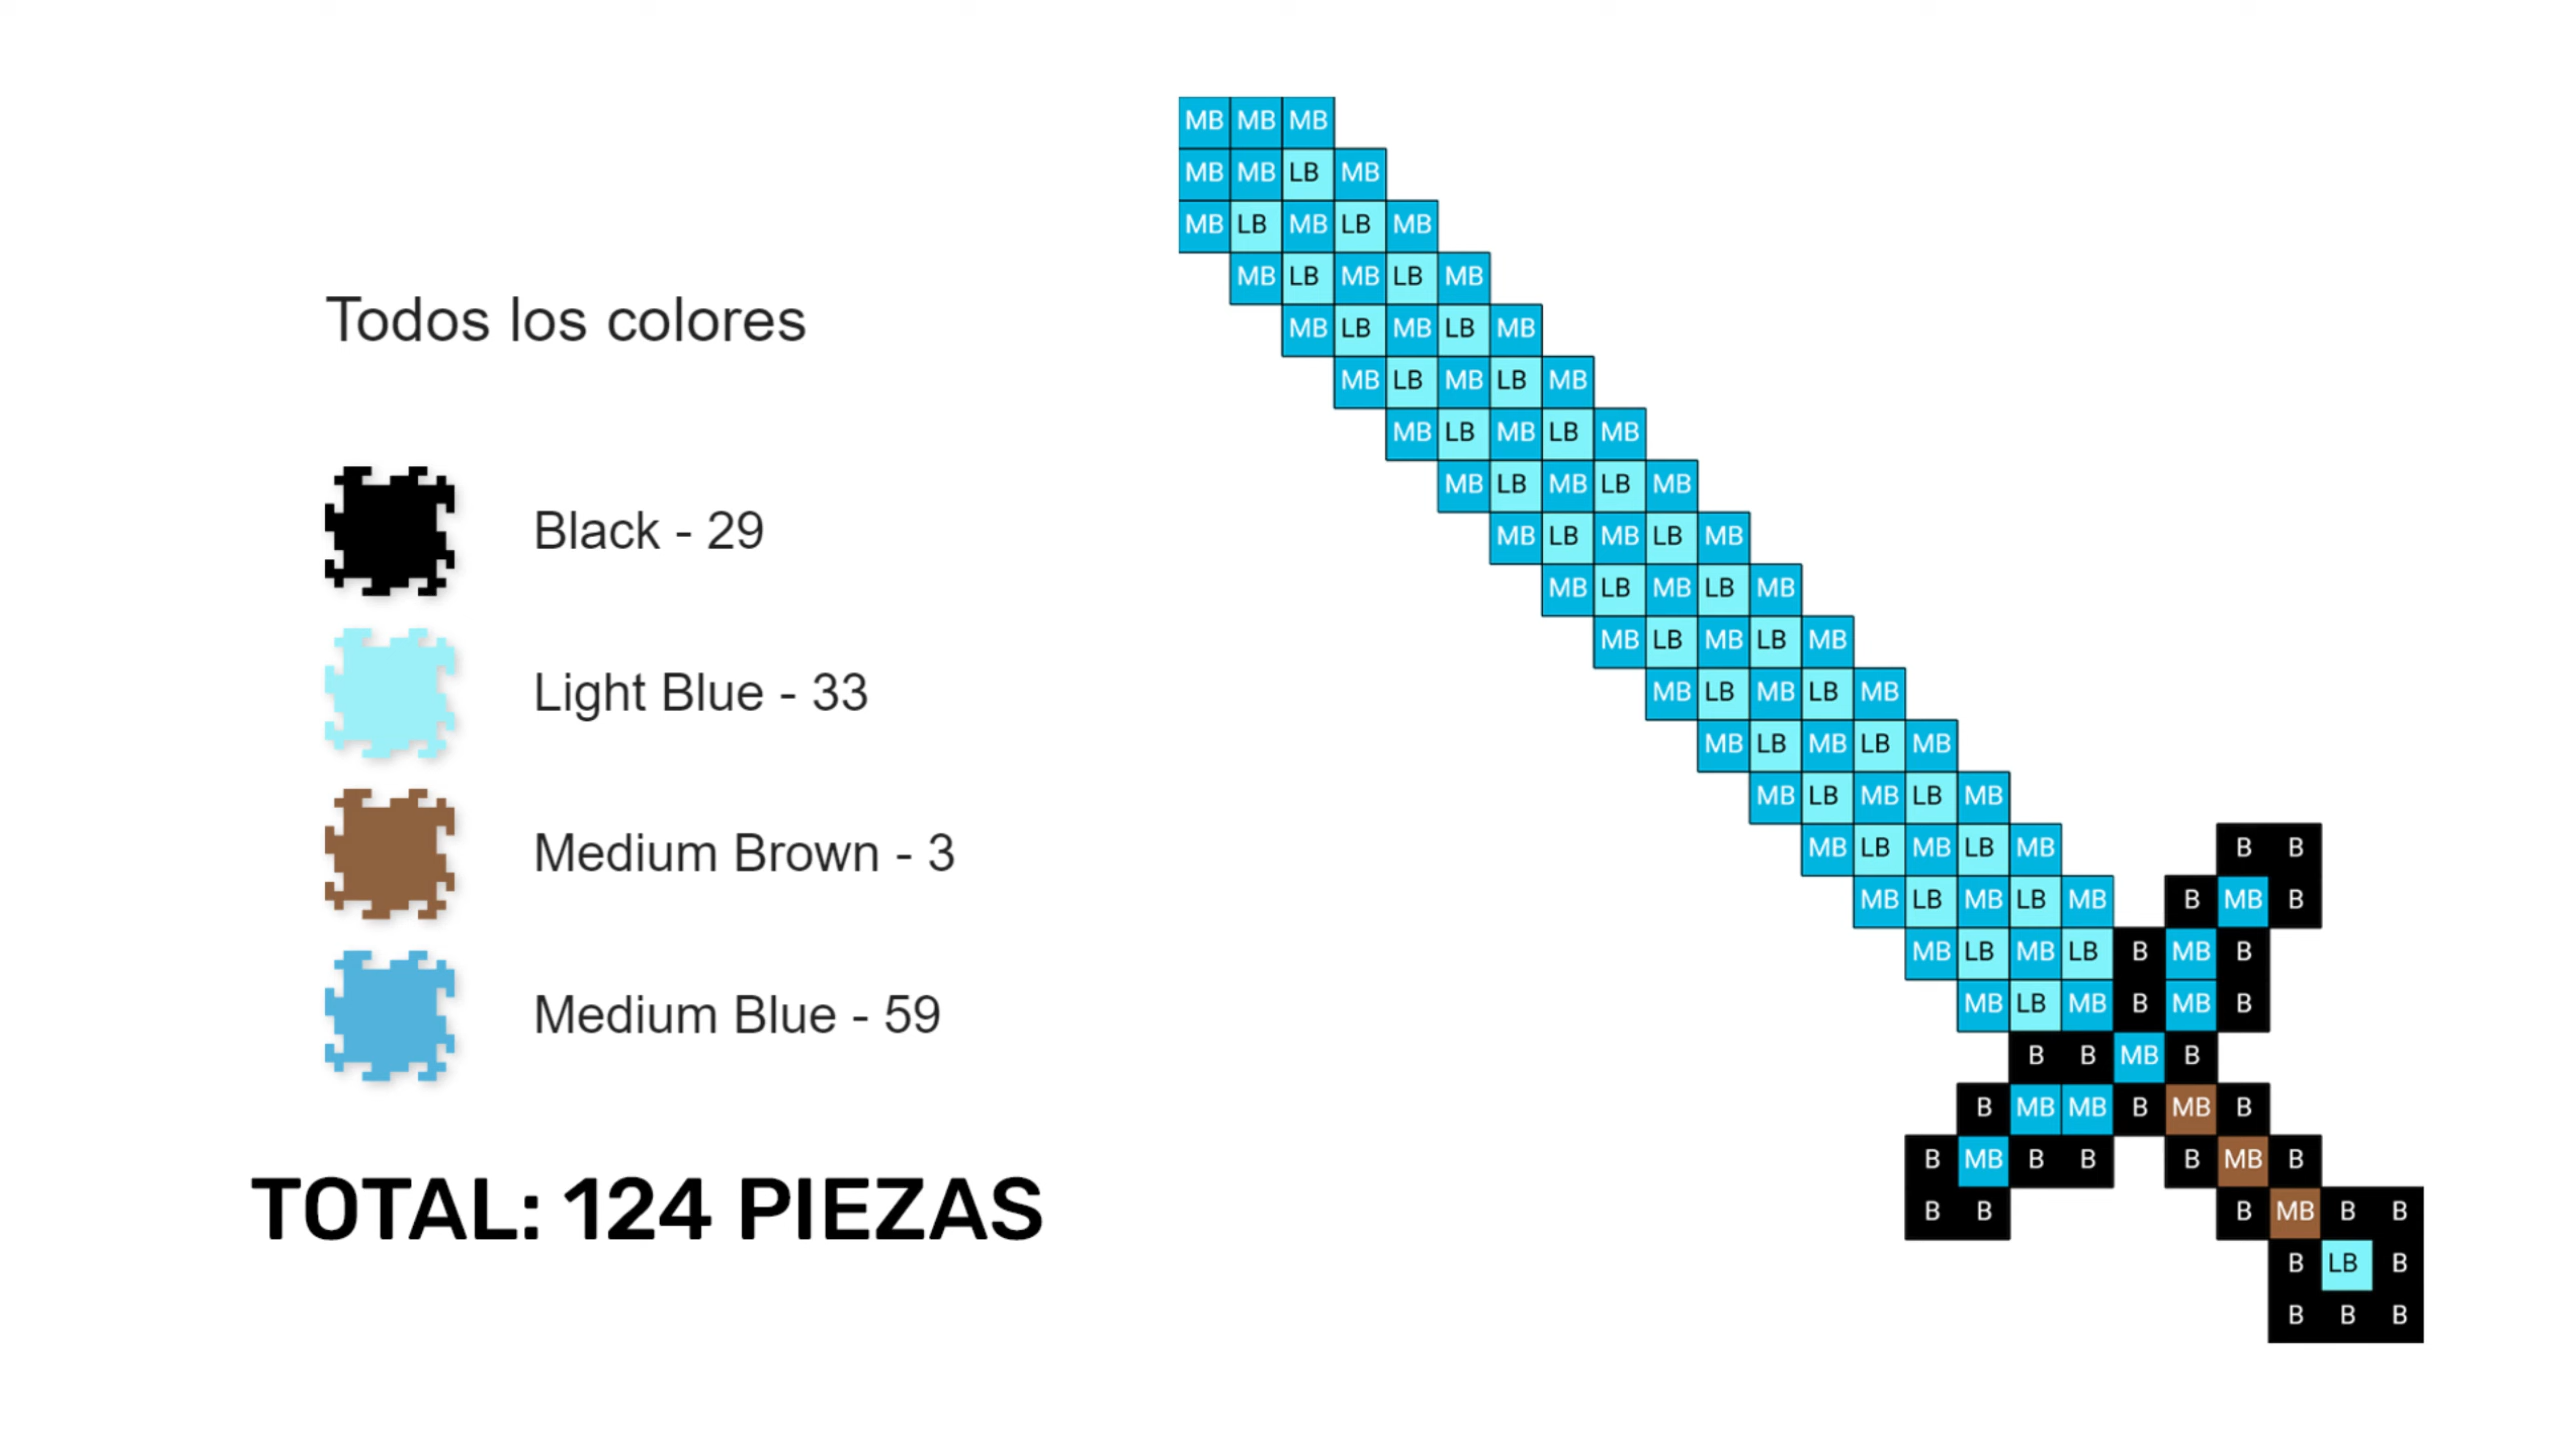 Todos los colores
Black - 29
Light Blue - 33
Medium Brown - 3
Medium Blue - 59
TOTAL: 124 PIEZAS
MB MB MB
MB MB LB MB
MB LB MB LB MB
MB LB MB LB MB
MB LB MB LB MB
MB LB MB LB MB
MB LB MB LB MB
MB LB MB LB MB
MB LB MB LB MB
MB LB MB LB MB
MB LB MB LB MB
MB LB MB LB MB
MB LB MB LB MB
MB LB MB LB MB
MB LB MB LB MB B B
MB LB MB LB MB B MB B
MB LB MB LB B MB B
MB LB MB B MB B
B B MB B
B MB MB B MB B
B MB B B B MB B
B B B MB B B
B LB B
B B B